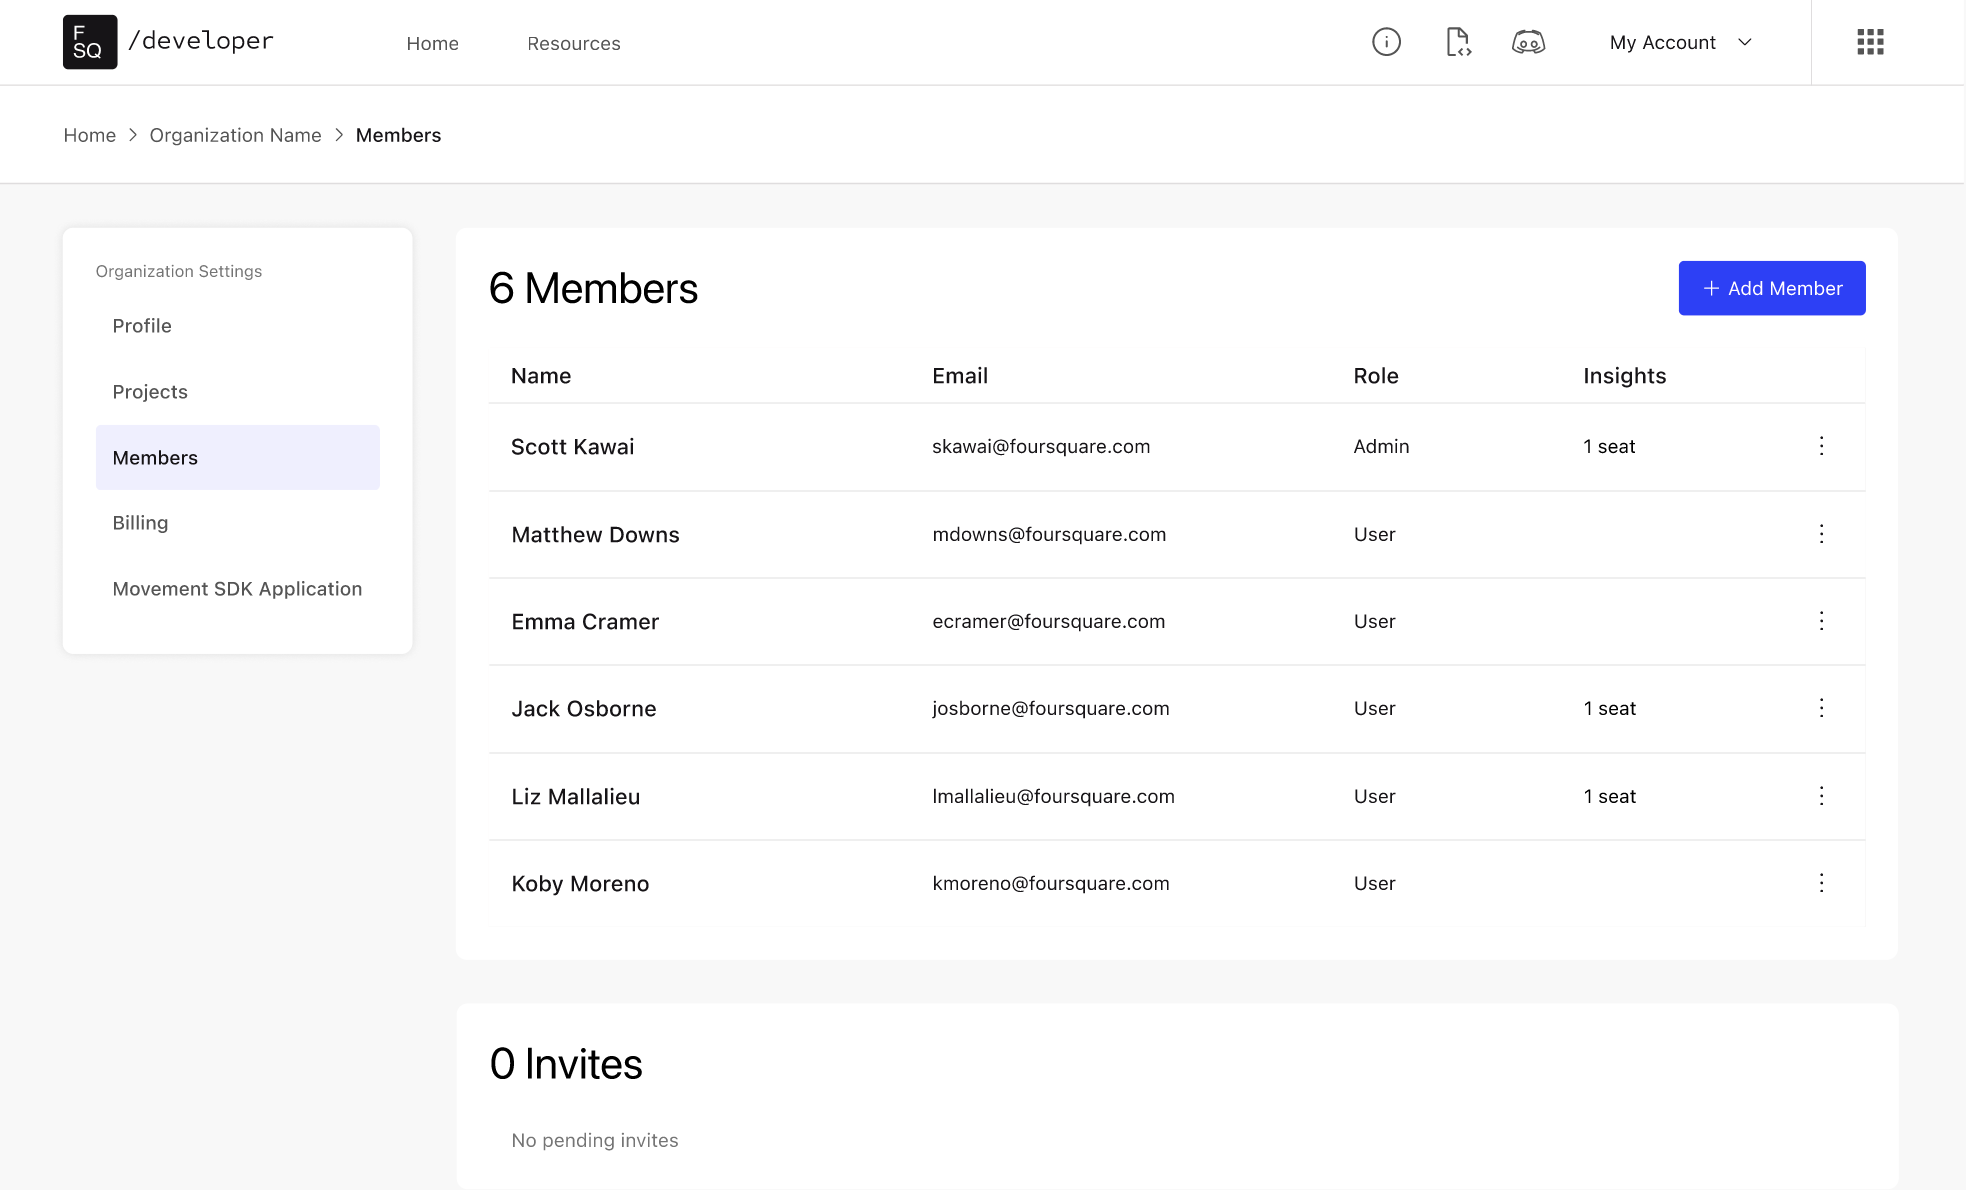 FSQ /developer Home Resources My Account
Home > Organization Name > Members
Organization Settings
Profile
Projects
Members
Billing
Movement SDK Application
6 Members
+ Add Member
Name Email Role Insights
Scott Kawai skawai@foursquare.com Admin 1 seat
Matthew Downs mdowns@foursquare.com User
Emma Cramer ecramer@foursquare.com User
Jack Osborne josborne@foursquare.com User 1 seat
Liz Mallalieu lmallalieu@foursquare.com User 1 seat
Koby Moreno kmoreno@foursquare.com User
0 Invites
No pending invites